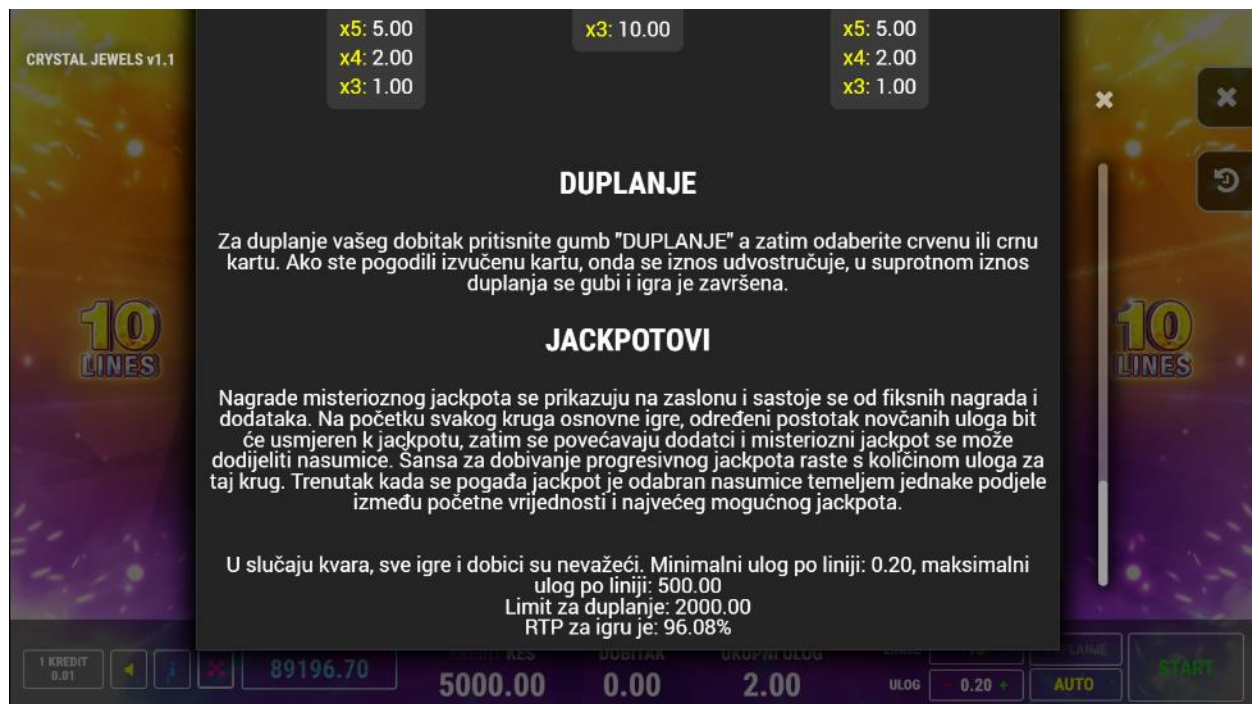 CRYSTAL JEWELS v1.1
x5: 5.00
x4: 2.00
x3: 1.00
x3: 10.00
x5: 5.00
x4: 2.00
x3: 1.00
DUPLANJE
Za duplanje vašeg dobitak pritisnite gumb "DUPLANJE" a zatim odaberite crvenu ili crnu
kartu. Ako ste pogodili izvučenu kartu, onda se iznos udvostručuje, u suprotnom iznos
duplanja se gubi i igra je završena.
10
LINES
10
LINES
JACKPOTOVI
Nagrade misterioznog jackpota se prikazuju na zaslonu i sastoje se od fiksnih nagrada i
dodataka. Na početku svakog kruga osnovne igre, određeni postotak novčanih uloga bit
će usmjeren k jackpotu, zatim se povećavaju dodatci i misteriozni jackpot se može
dodijeliti nasumice. Šansa za dobivanje progresivnog jackpota raste s količinom uloga za
taj krug. Trenutak kada se pogađa jackpot je odabran nasumice temeljem jednake podjele
između početne vrijednosti i najvećeg mogućnog jackpota.
U slučaju kvara, sve igre i dobici su nevažeći. Minimalni ulog po liniji: 0.20, maksimalni
ulog po liniji: 500.00
Limit za duplanje: 2000.00
RTP za igru je: 96.08%
1 KREDIT
0.01
89196.70
KREDIT KEŠ
5000.00
DOBITAK
0.00
UKUPNI ULOG
2.00
ULOG
- 0.20 +
AUTO
START